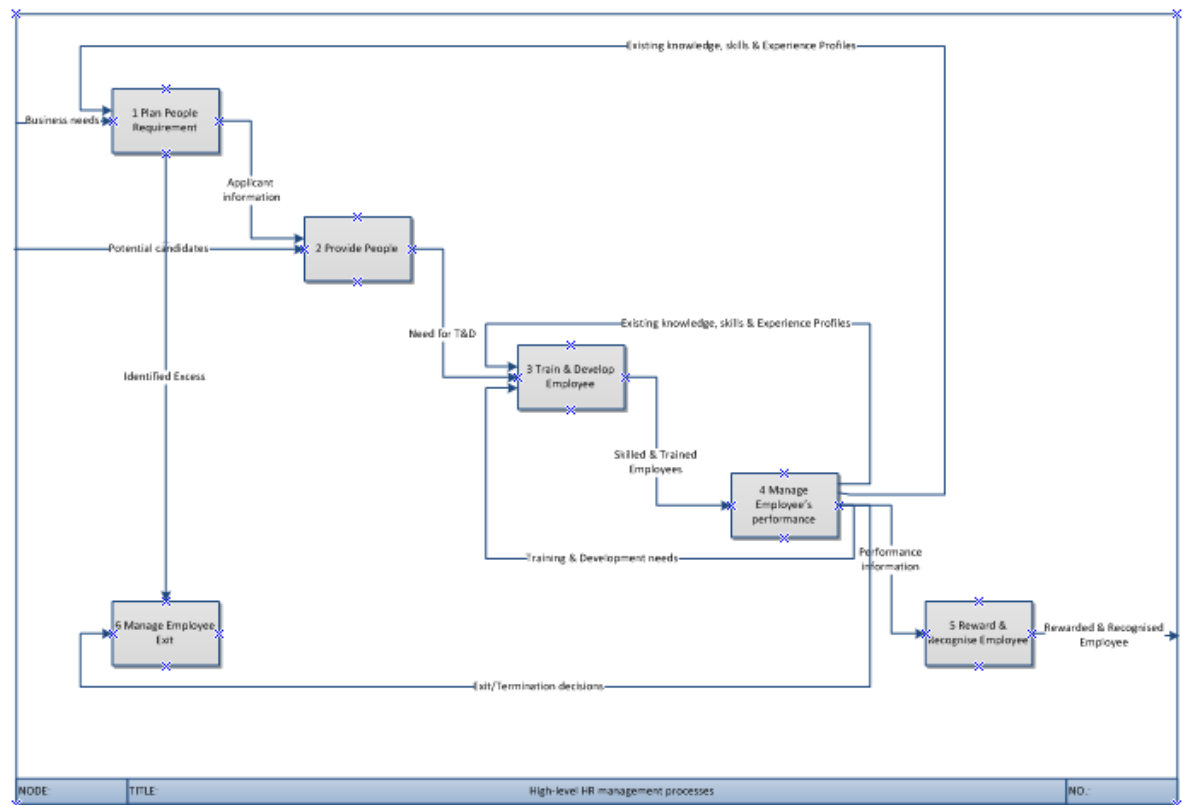 Existing knowledge, skills & Experience Profiles
1 Plan People
Requirement
Business needs
Applicant
information
Potential candidates
2 Provide People
Existing knowledge, skills & Experience Profiles
Need for T&D
3 Train & Develop
Employee
Identified Excess
Skilled & Trained
Employees
4 Manage
Employee's
performance
Training & Development needs
Performance
information
6 Manage Employee
Exit
5 Reward &
Recognise Employee
Rewarded & Recognised
Employee
Exit/Termination decisions
NODE:
TITLE:
High-level HR management processes
NO.: